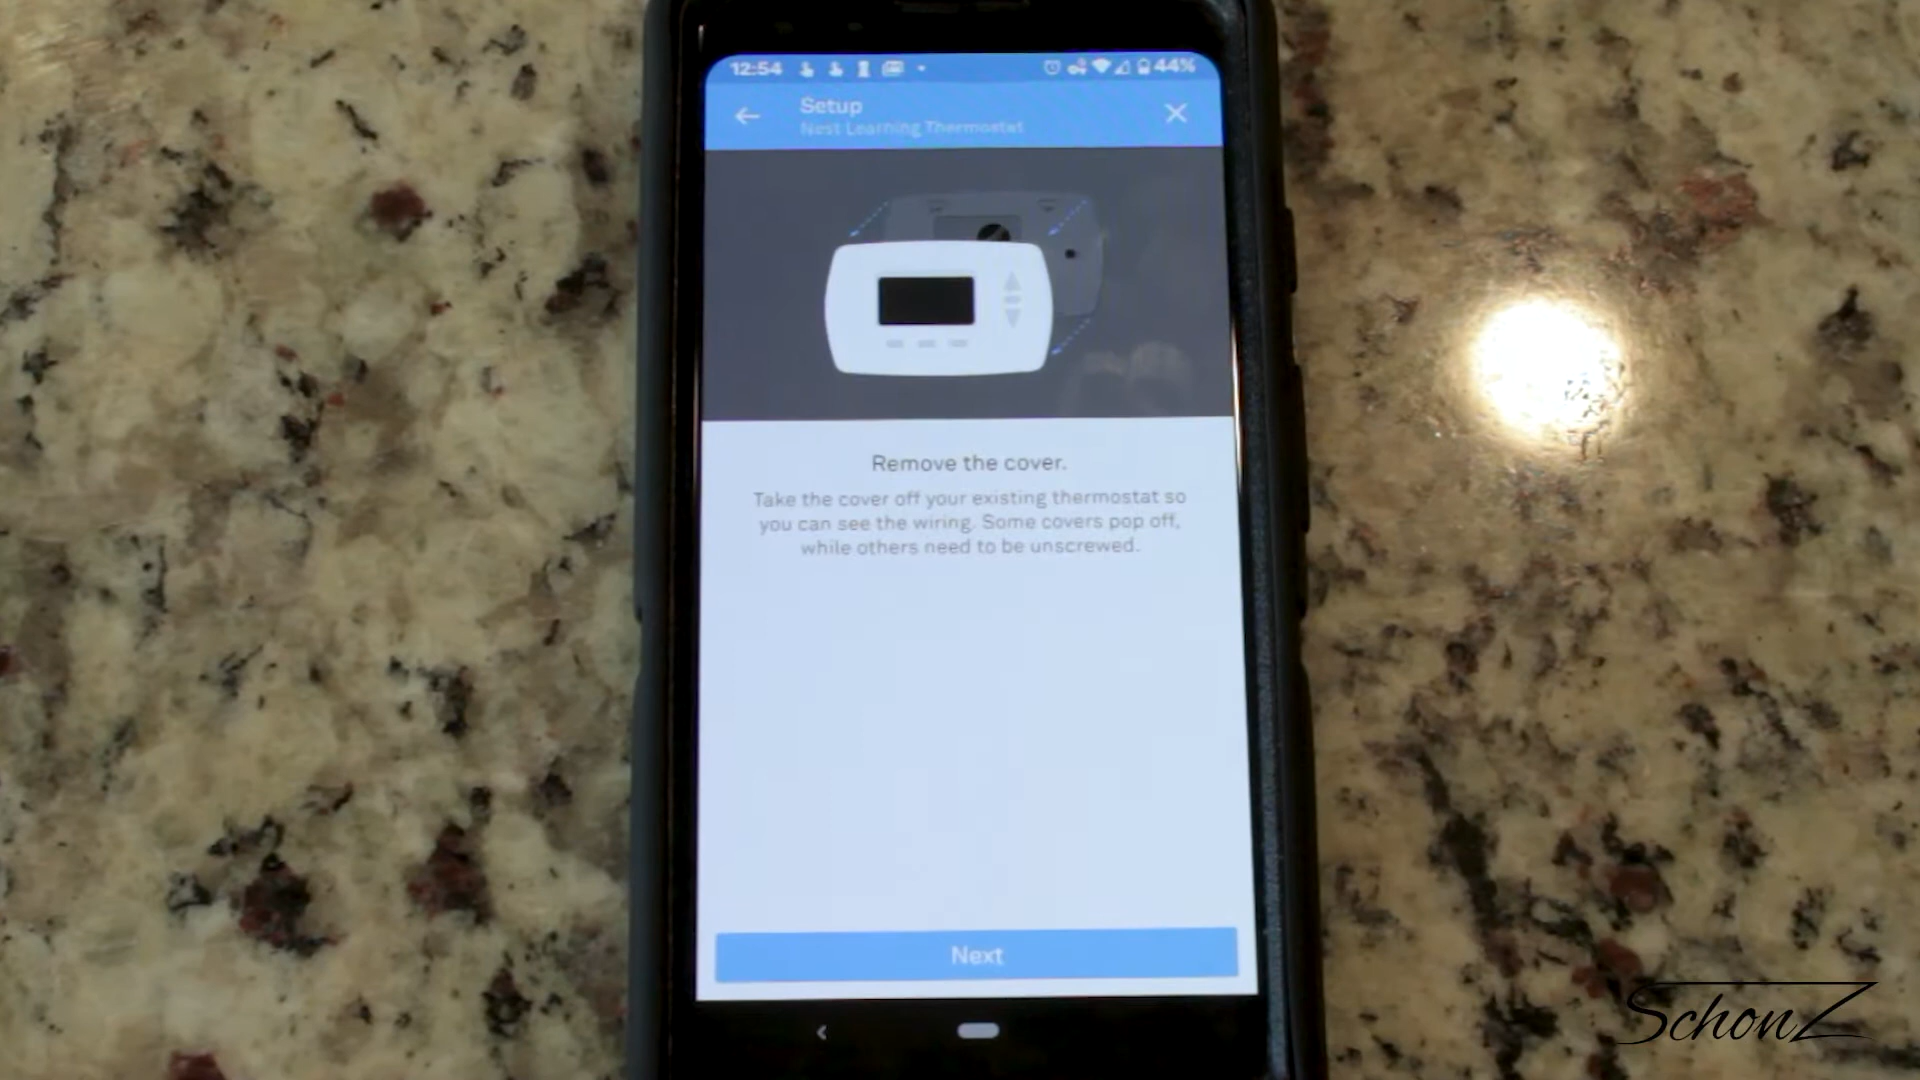 12:54
44%
Setup
Nest Learning Thermostat
Remove the cover.
Take the cover off your existing thermostat so
you can see the wiring. Some covers pop off,
while others need to be unscrewed.
Next
SchonZ